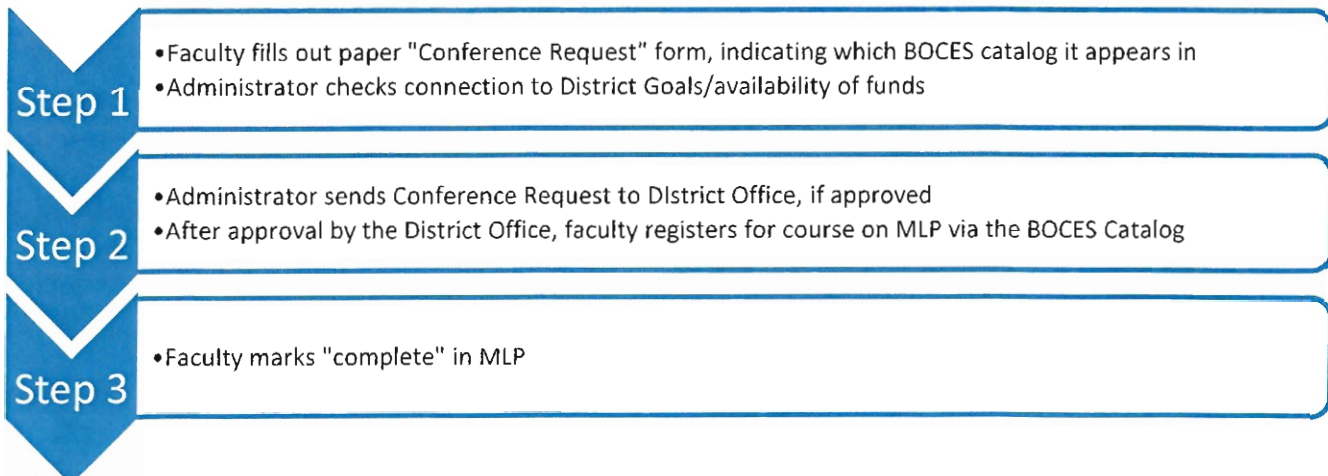 Step 1
•Faculty fills out paper "Conference Request" form, indicating which BOCES catalog it appears in
•Administrator checks connection to District Goals/availability of funds
Step 2
•Administrator sends Conference Request to DIstrict Office, if approved
•After approval by the District Office, faculty registers for course on MLP via the BOCES Catalog
Step 3
•Faculty marks "complete" in MLP